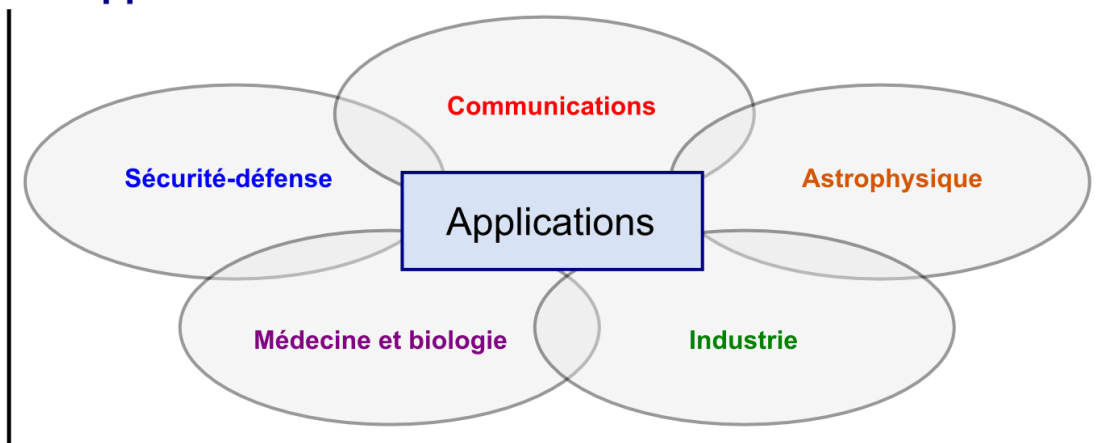 Communications
Sécurité-défense
Astrophysique
Applications
Médecine et biologie
Industrie